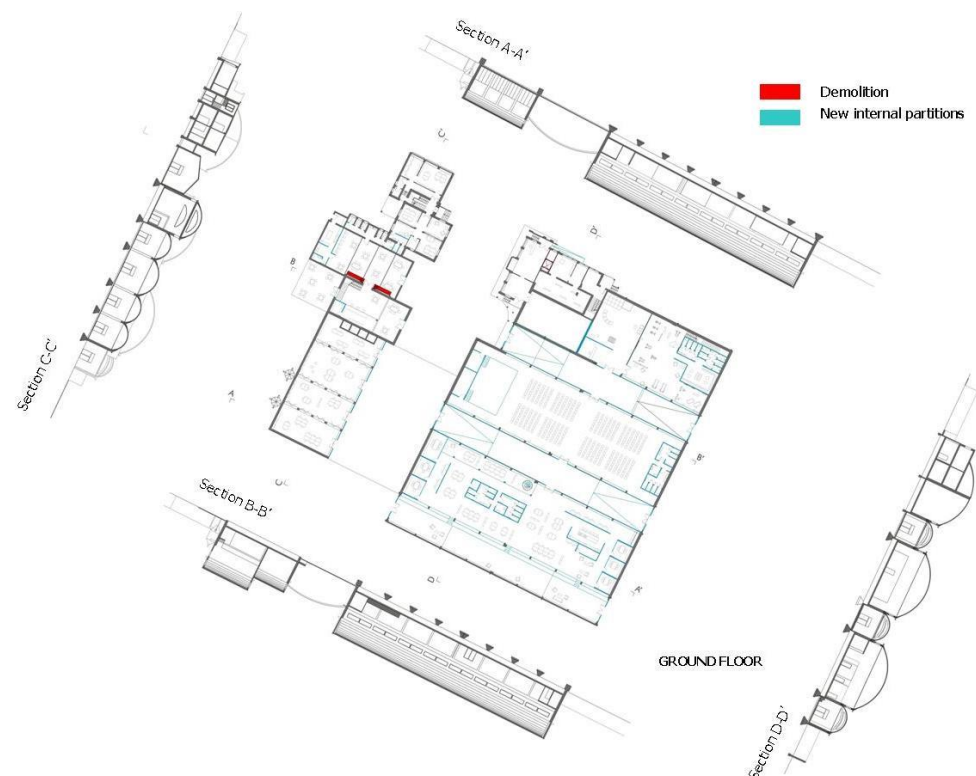 Section A-A'
Demolition
New internal partitions
C
B
B
A
Section C-C'
B'
Section B-B'
C'
D
A'
GROUND FLOOR
Section D-D'